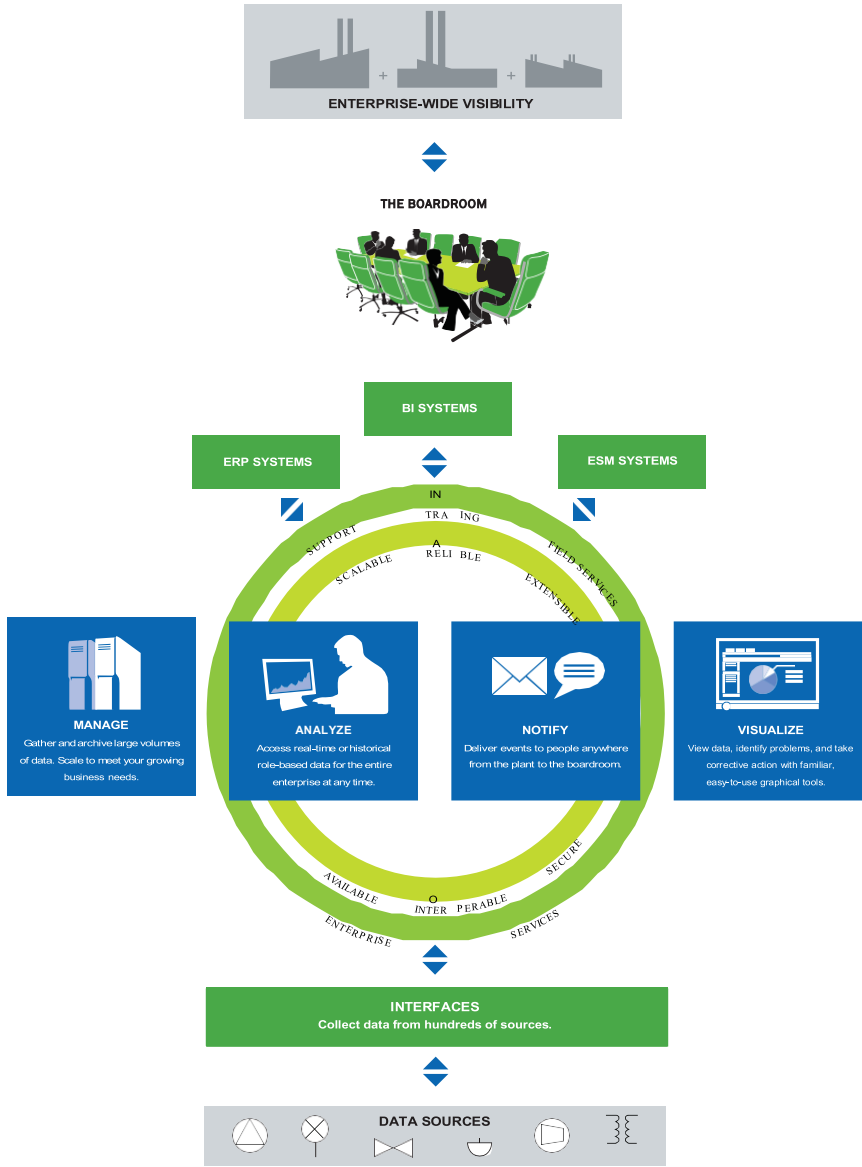 + +
ENTERPRISE-WIDE VISIBILITY
THE BOARDROOM
BI SYSTEMS
ERP SYSTEMS
ESM SYSTEMS
IN
TRA ING
SUPPORT
FIELD SERVICES
A
RELI BLE
SCALABLE
EXTENSIBLE
MANAGE
Gather and archive large volumes
of data. Scale to meet your growing
business needs.
ANALYZE
Access real-time or historical
role-based data for the entire
enterprise at any time.
NOTIFY
Deliver events to people anywhere
from the plant to the boardroom.
VISUALIZE
View data, identify problems, and take
corrective action with familiar,
easy-to-use graphical tools.
AVAILABLE
O
INTER PERABLE
SECURE
ENTERPRISE
SERVICES
INTERFACES
Collect data from hundreds of sources.
DATA SOURCES